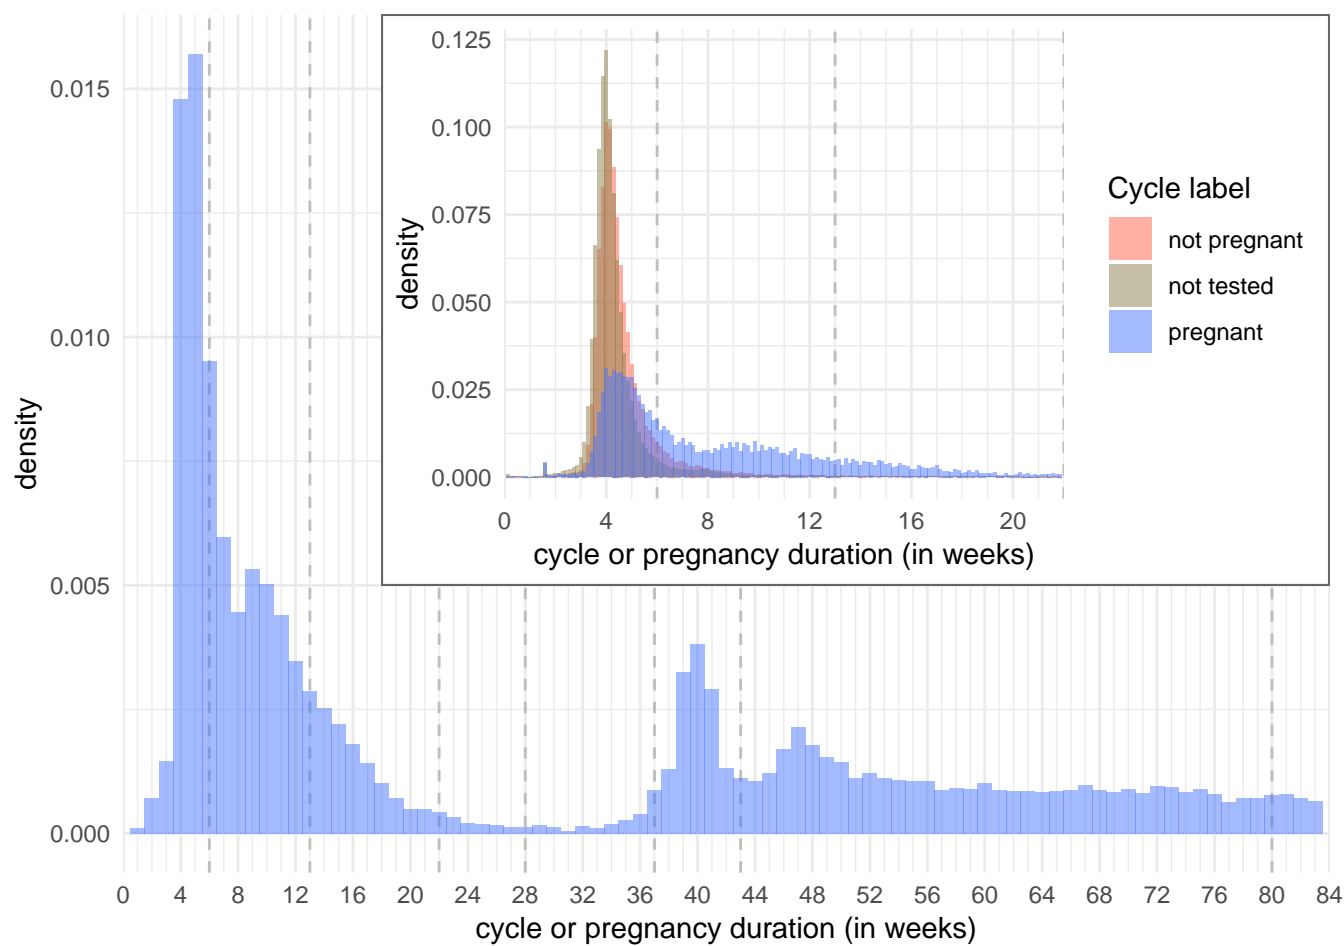 0.015
0.010
0.005
0.000
density
0 4 8 12 16 20 24 28 32 36 40 44 48 52 56 60 64 68 72 76 80 84
cycle or pregnancy duration (in weeks)
0.125
0.100
0.075
0.050
0.025
0.000
density
0 4 8 12 16 20
cycle or pregnancy duration (in weeks)
Cycle label
not pregnant
not tested
pregnant